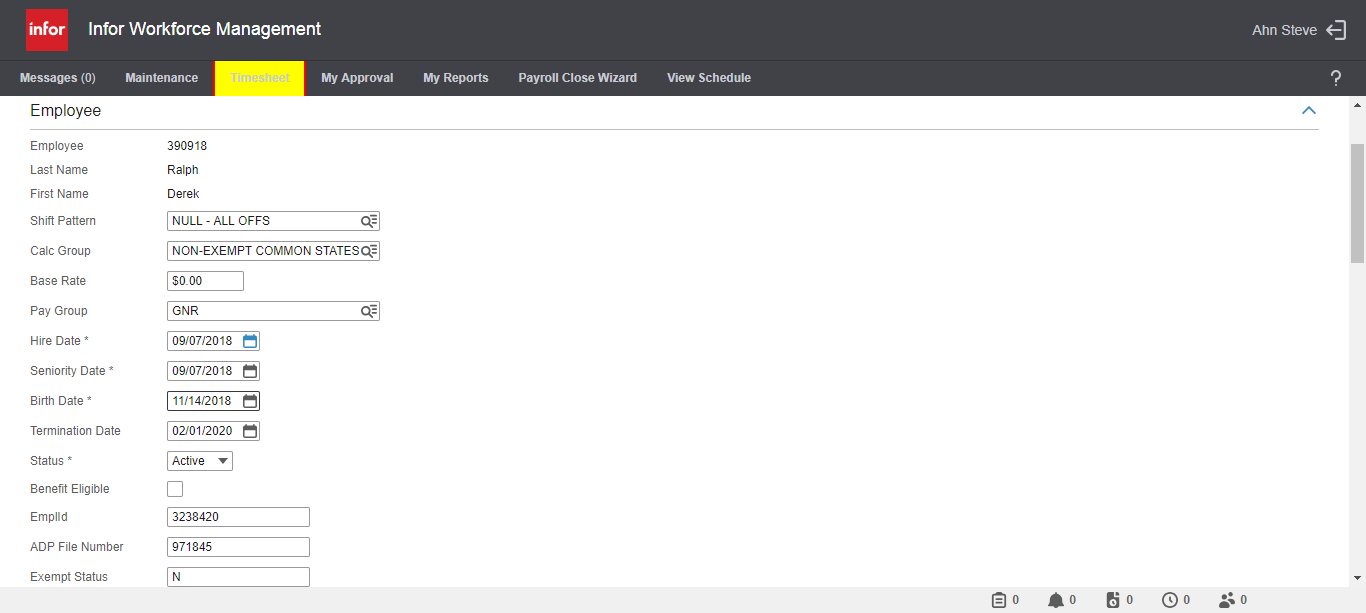 infor Infor Workforce Management Ahn Steve
Messages (0) Maintenance Timesheet My Approval My Reports Payroll Close Wizard View Schedule ?
Employee
Employee 390918
Last Name Ralph
First Name Derek
Shift Pattern NULL - ALL OFFS
Calc Group NON-EXEMPT COMMON STATES
Base Rate $0.00
Pay Group GNR
Hire Date * 09/07/2018
Seniority Date * 09/07/2018
Birth Date * 11/14/2018
Termination Date 02/01/2020
Status * Active
Benefit Eligible
EmplId 3238420
ADP File Number 971845
Exempt Status N
0 0 0 0 0